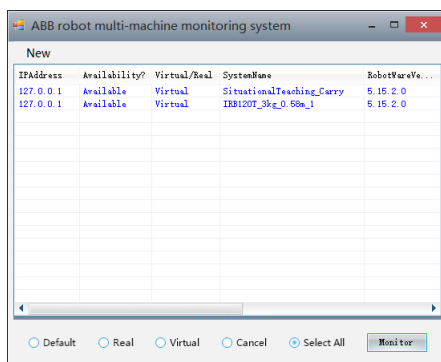 ABB robot multi-machine monitoring system
New
IPAddress Availability? Virtual/Real SystemName RobotWareVe...
127.0.0.1 Available Virtual SituationalTeaching_Carry 5.15.2.0
127.0.0.1 Available Virtual IRB120T_3kg_0.58m_1 5.15.2.0
Default Real Virtual Cancel Select All Monitor